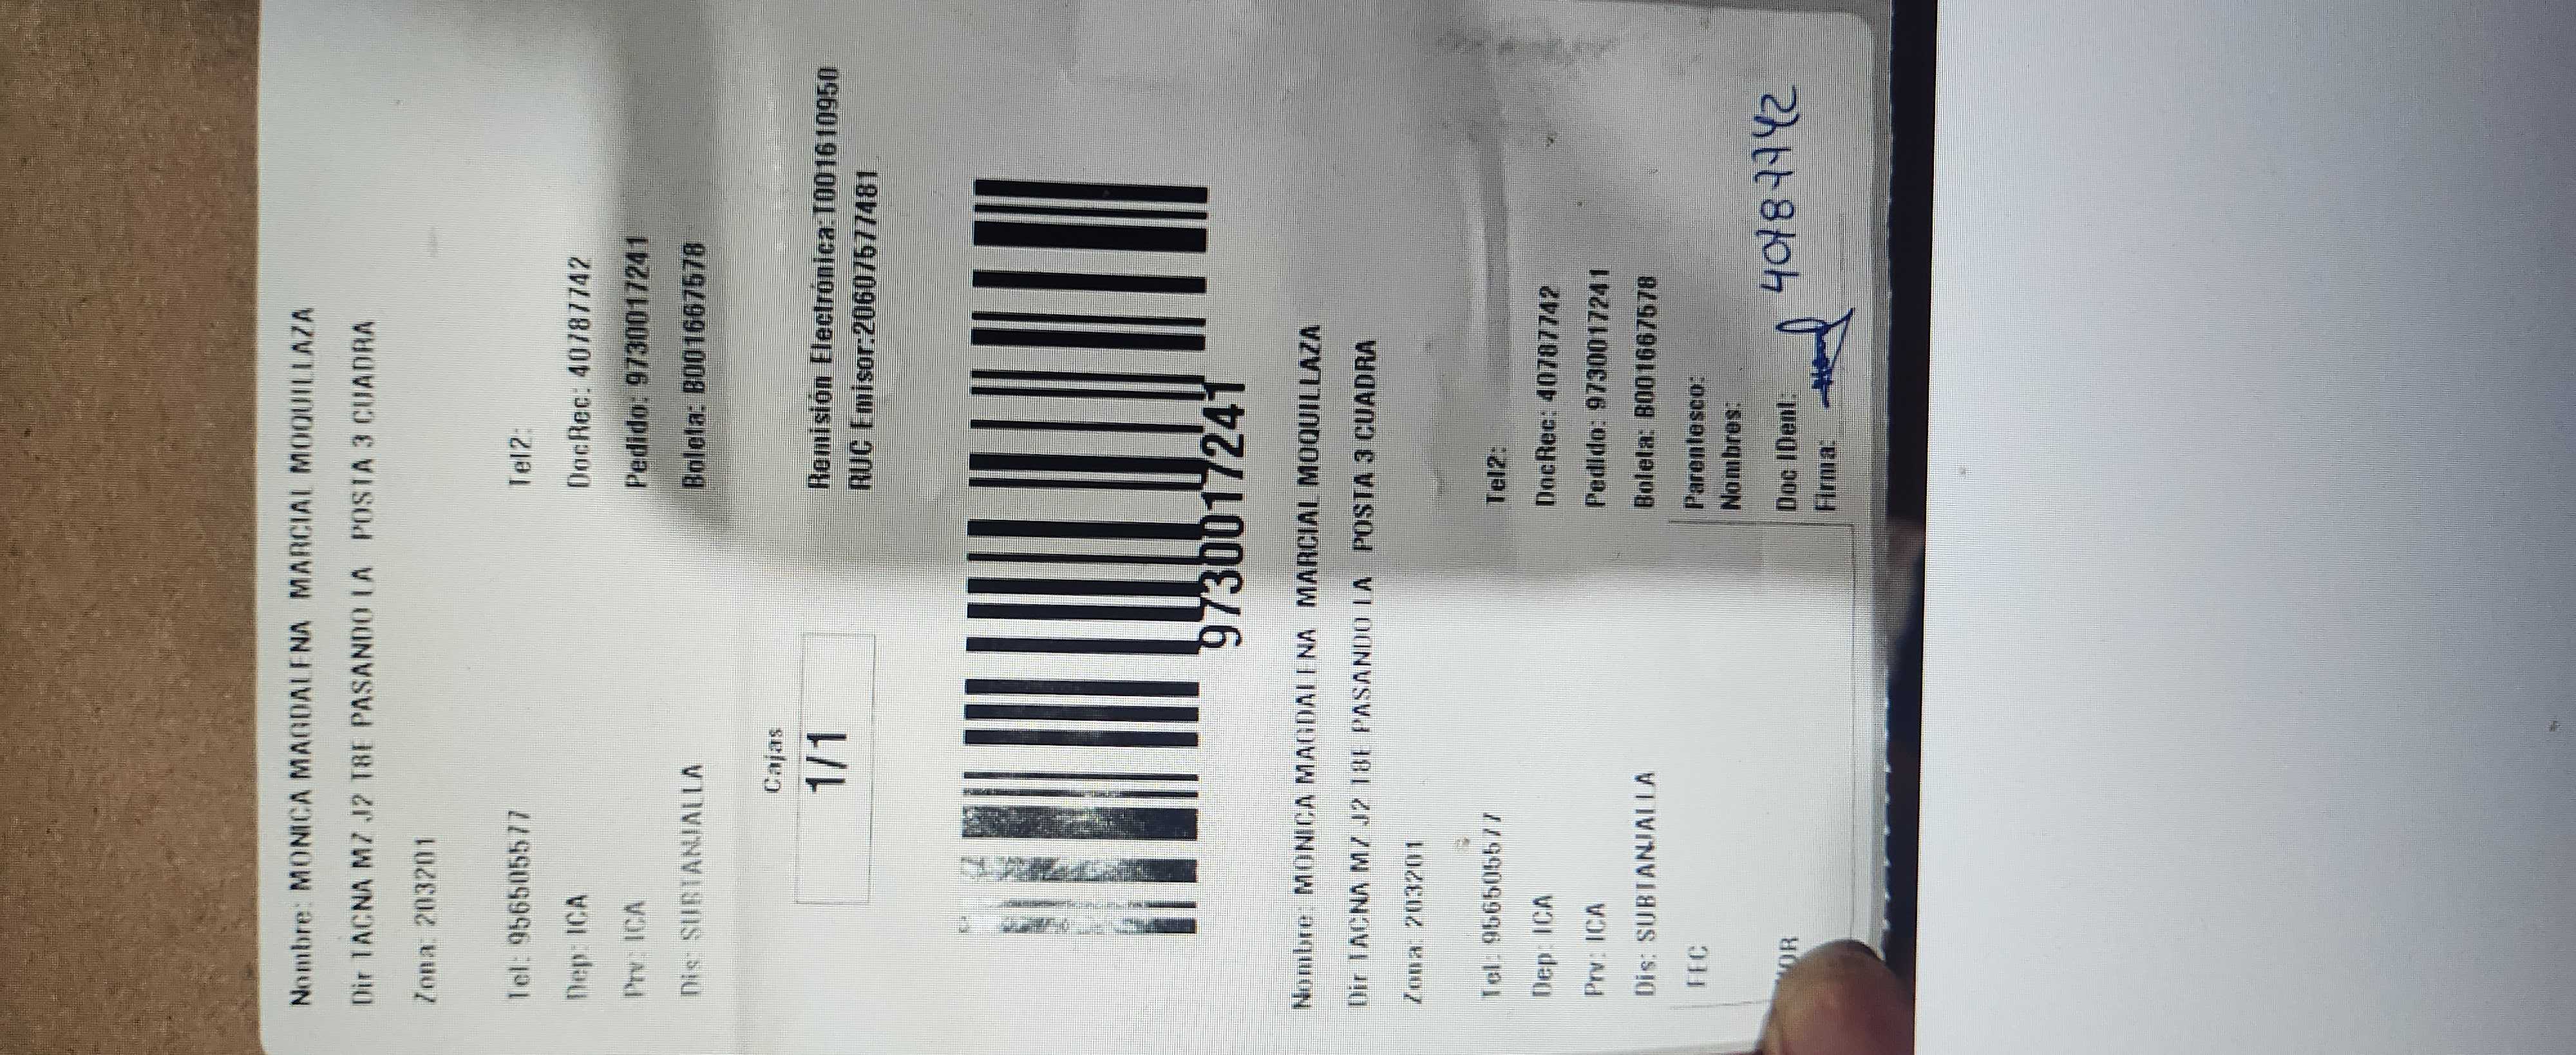 Nombre: MONICA MAGDALENA MARCIAL MOQUILLAZA
Dir TACNA MZ J2 T8E PASANDO LA POSTA 3 CUADRA
Zona: 203201
Tel: 956505577 Tel2:
Dep: ICA DocRec: 40787742
Prv: ICA Pedido: 9730017241
Dis: SUBTANJALLA Boleta: B001667578
Cajas
1/1
Remisión Electrónica:T001610950
RUC Emisor:20607577481
9730017241
Nombre: MONICA MAGDALENA MARCIAL MOQUILLAZA
Dir TACNA MZ J2 T8E PASANDO LA POSTA 3 CUADRA
Zona: 203201
Tel: 956505577 Tel2:
Dep: ICA DocRec: 40787742
Prv: ICA Pedido: 9730017241
Dis: SUBTANJALLA Boleta: B001667578
FEC Parentesco:
Nombres:
Doc IDent: 40787742
Firma: